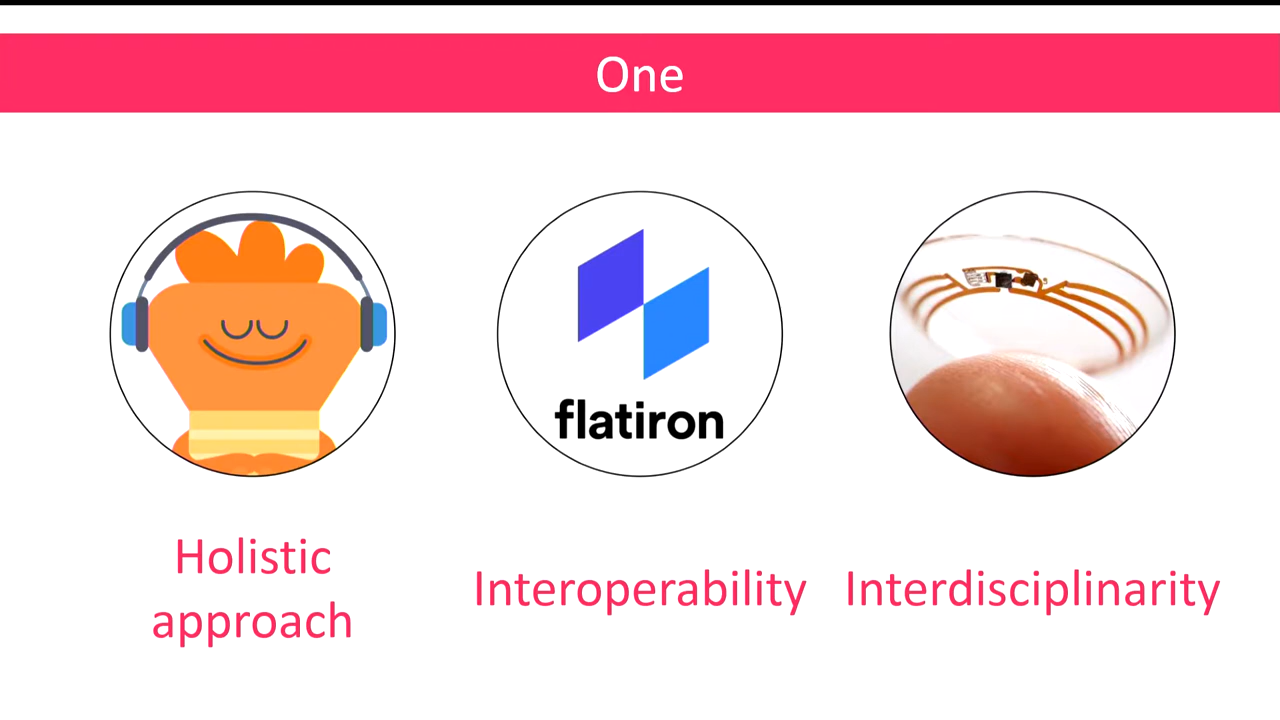 One
flatiron
Holistic
approach
Interoperability
Interdisciplinarity